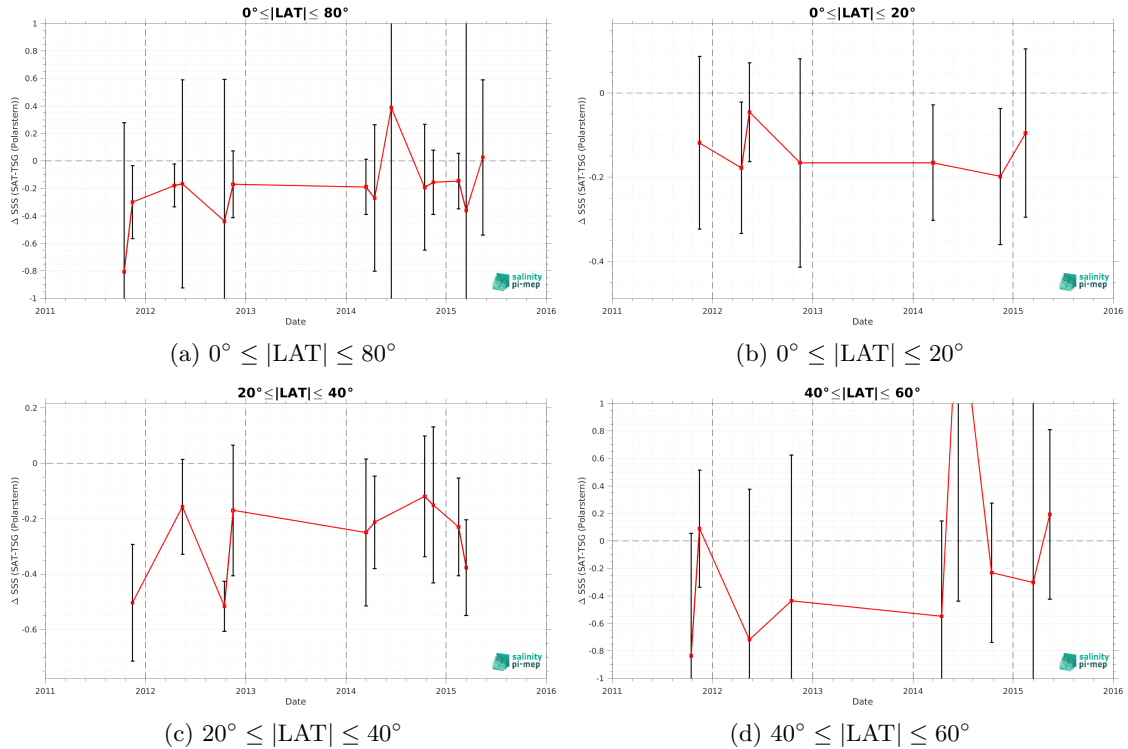 0°≤|LAT|≤ 80°
Δ SSS (SAT-TSG (Polarstern))
1
0.8
0.6
0.4
0.2
0
-0.2
-0.4
-0.6
-0.8
-1
2011 2012 2013 2014 2015 2016
Date
salinity
pi-mep
(a) 0° ≤ |LAT| ≤ 80°
0°≤|LAT|≤ 20°
Δ SSS (SAT-TSG (Polarstern))
0
-0.2
-0.4
2011 2012 2013 2014 2015 2016
Date
salinity
pi-mep
(b) 0° ≤ |LAT| ≤ 20°
20°≤|LAT|≤ 40°
Δ SSS (SAT-TSG (Polarstern))
0.2
0
-0.2
-0.4
-0.6
2011 2012 2013 2014 2015 2016
Date
salinity
pi-mep
(c) 20° ≤ |LAT| ≤ 40°
40°≤|LAT|≤ 60°
Δ SSS (SAT-TSG (Polarstern))
1
0.8
0.6
0.4
0.2
0
-0.2
-0.4
-0.6
-0.8
-1
2011 2012 2013 2014 2015 2016
Date
salinity
pi-mep
(d) 40° ≤ |LAT| ≤ 60°